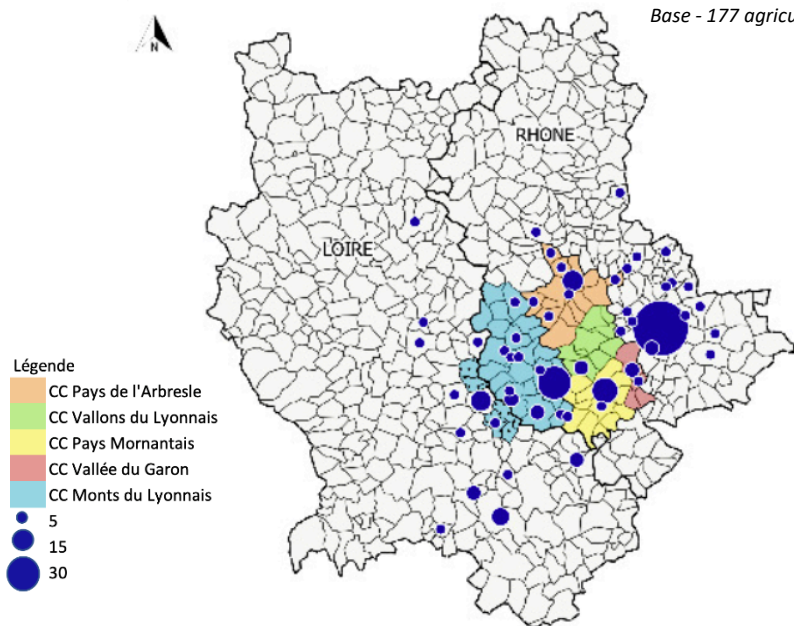 Base - 177 agricu
N
RHONE
LOIRE
Légende
CC Pays de l'Arbresle
CC Vallons du Lyonnais
CC Pays Mornantais
CC Vallée du Garon
CC Monts du Lyonnais
5
15
30